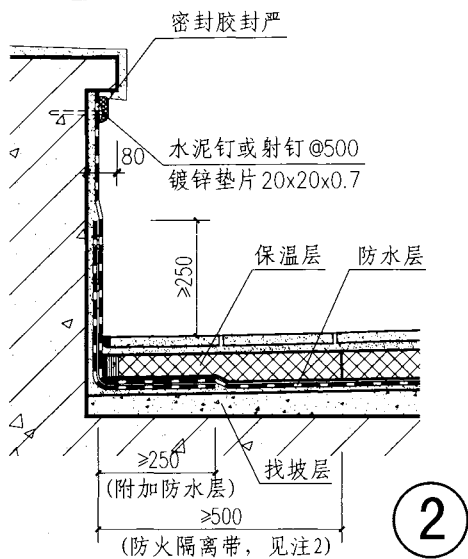 密封胶封严
水泥钉或射钉@500
镀锌垫片20x20x0.7
80
≥250
保温层
防水层
≥250
(附加防水层)
找坡层
≥500
(防火隔离带，见注2)
2